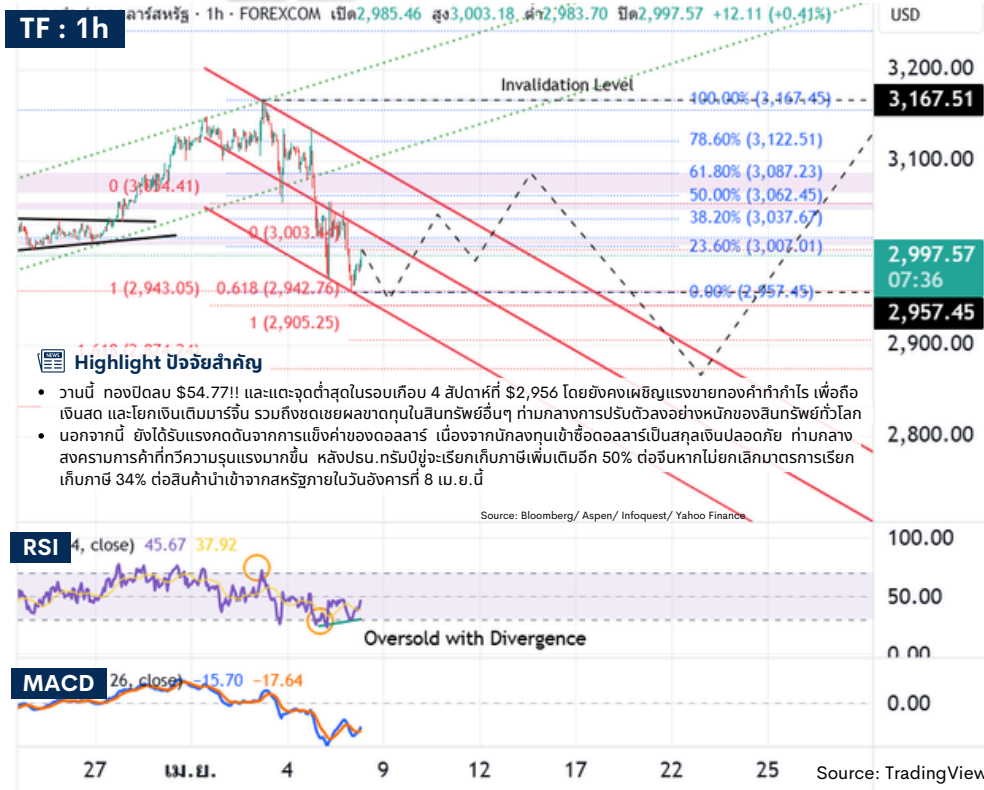 TF : 1h
ลาร์สหรัฐ · 1h · FOREXCOM เปิด2,985.46 สูง3,003.18 ต่ำ2,983.70 ปิด2,997.57 +12.11 (+0.41%)
USD
3,200.00
Invalidation Level
100.00% (3,167.45)
3,167.51
78.60% (3,122.51)
3,100.00
61.80% (3,087.23)
0
50.00% (3,062.45)
38.20% (3,037.67)
23.60% (3,007.01)
2,997.57
07:36
1 (2,943.05)
0.618 (2,942.76)
0.00% (2,957.45)
2,957.45
1 (2,905.25)
2,900.00
Highlight ปัจจัยสำคัญ
• วานนี้ ทองปิดลบ $54.77!! และแตะจุดต่ำสุดในรอบเกือบ 4 สัปดาห์ที่ $2,956 โดยยังคงเผชิญแรงขายทองคำทำกำไร เพื่อถือ
เงินสด และโยกเงินเติมมาร์จิ้น รวมถึงชดเชยผลขาดทุนในสินทรัพย์อื่นๆ ท่ามกลางการปรับตัวลงอย่างหนักของสินทรัพย์ทั่วโลก
• นอกจากนี้ ยังได้รับแรงกดดันจากการแข็งค่าของดอลลาร์ เนื่องจากนักลงทุนเข้าซื้อดอลลาร์เป็นสกุลเงินปลอดภัย ท่ามกลาง
สงครามการค้าที่ทวีความรุนแรงมากขึ้น หลังปธน.ทรัมป์ขู่จะเรียกเก็บภาษีเพิ่มเติมอีก 50% ต่อจีนหากไม่ยกเลิกมาตรการเรียก
เก็บภาษี 34% ต่อสินค้านำเข้าจากสหรัฐภายในวันอังคารที่ 8 เม.ย.นี้
2,800.00
Source: Bloomberg/ Aspen/ Infoquest/ Yahoo Finance
RSI 4, close) 45.67 37.92
100.00
50.00
Oversold with Divergence
0.00
MACD 26, close) −15.70 −17.64
0.00
27 เม.ย. 4 9 12 17 22 25
Source: TradingView